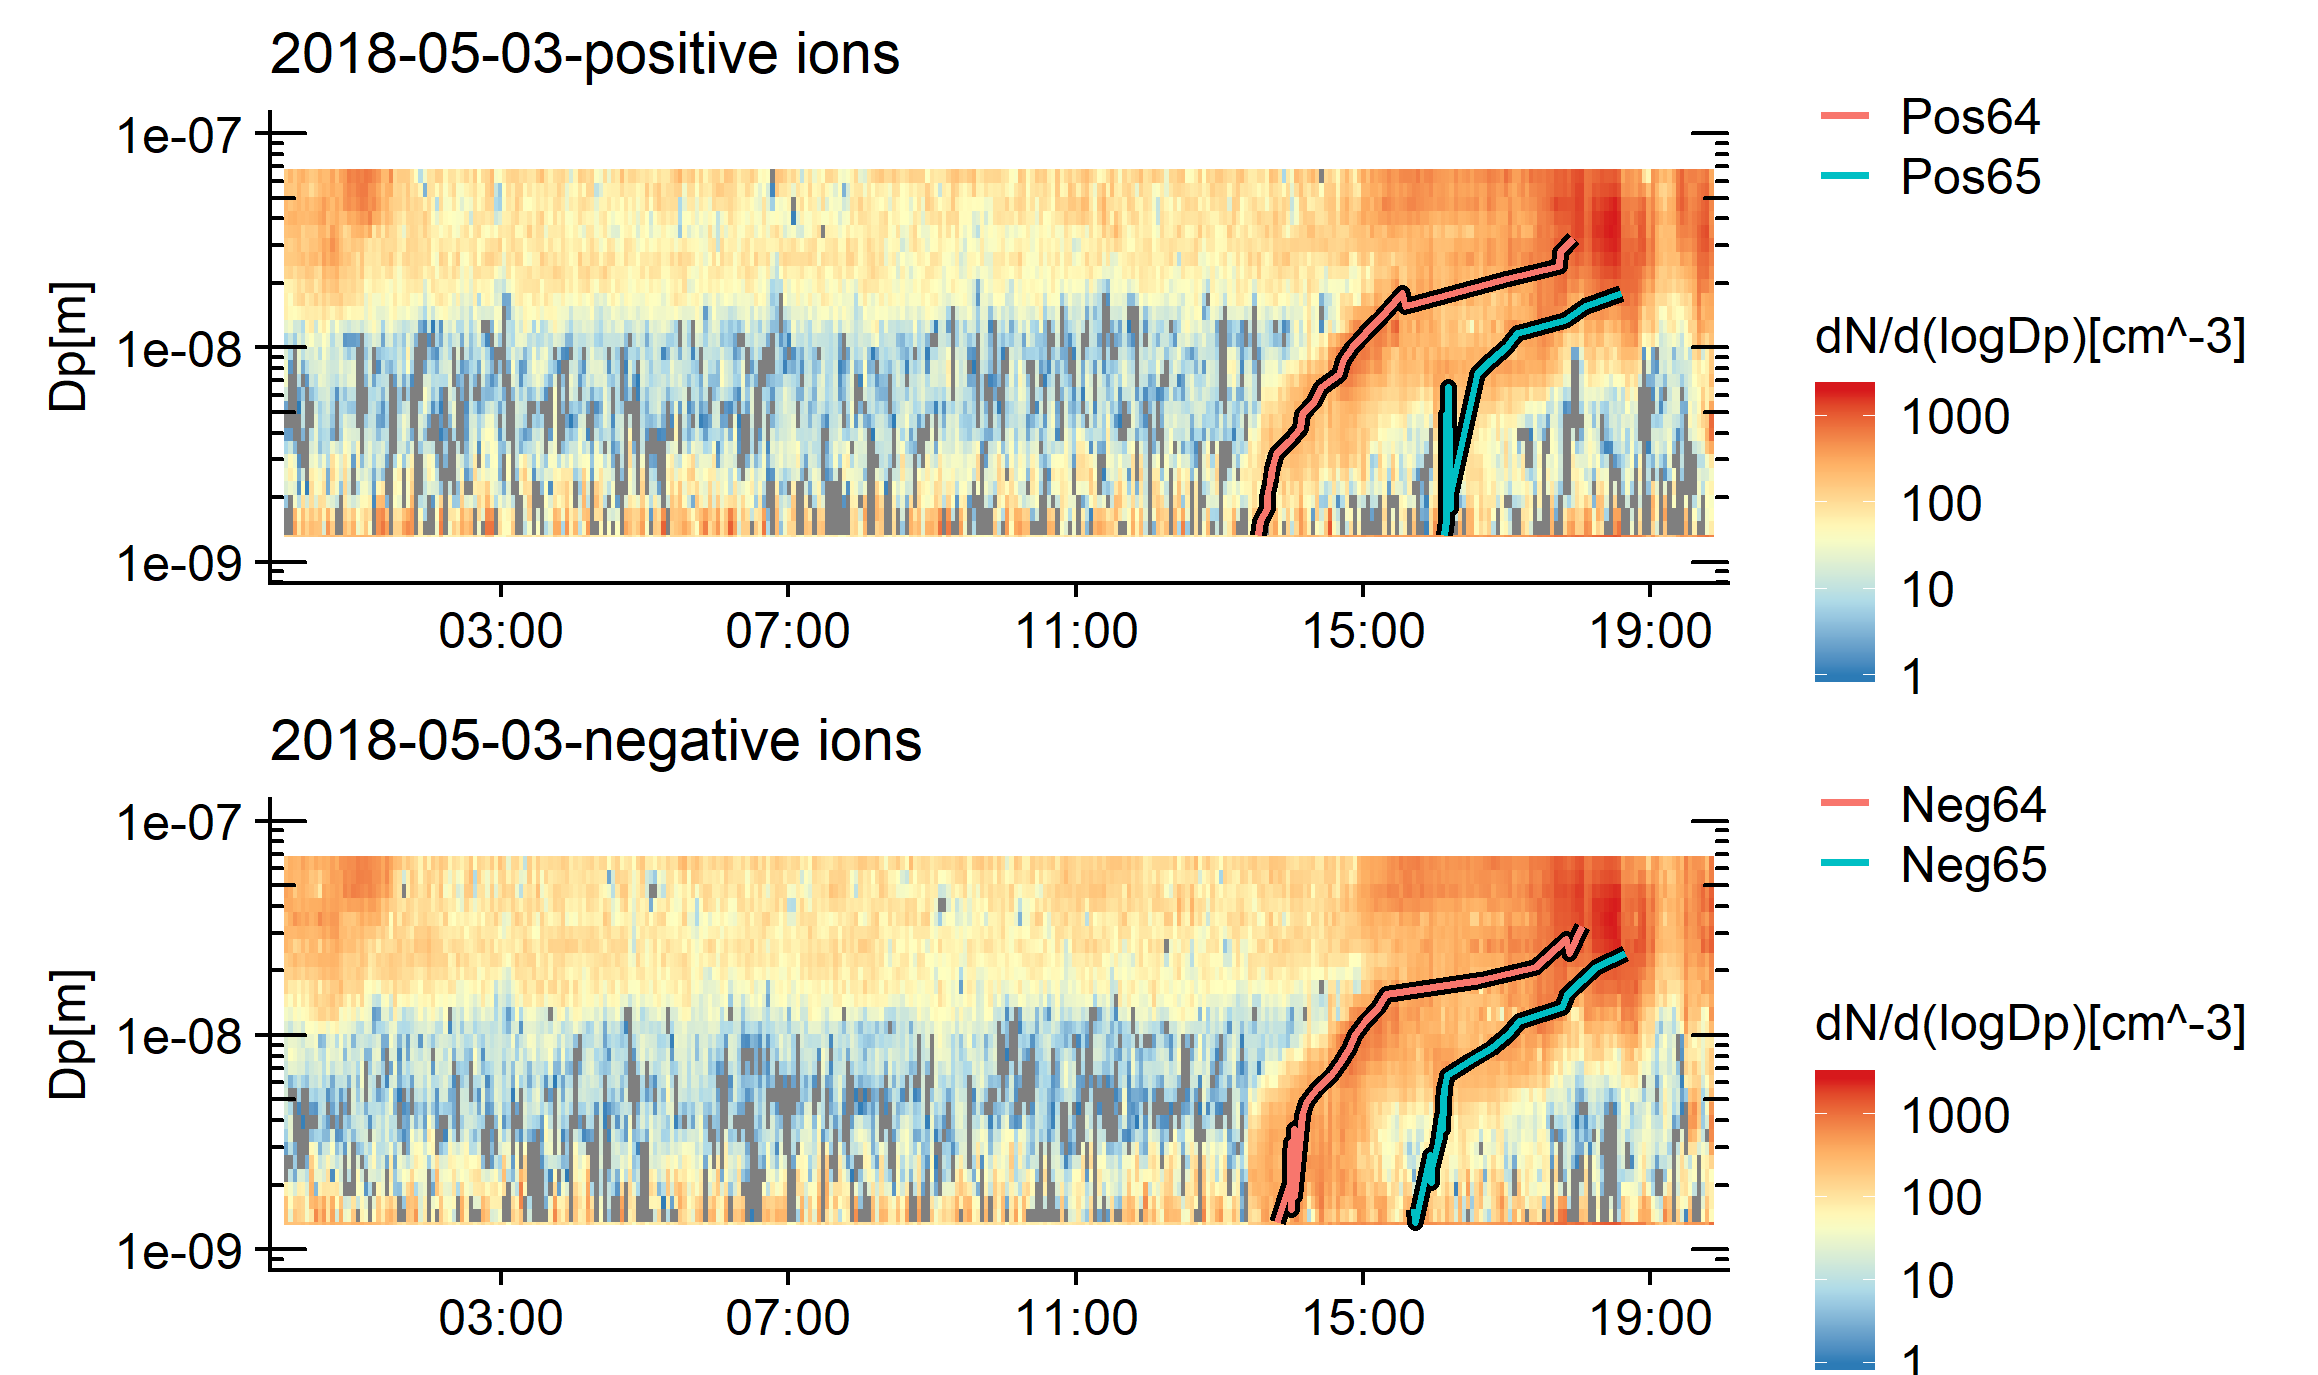 2018-05-03-positive ions
Dp[m]
1e-07
1e-08
1e-09
03:00 07:00 11:00 15:00 19:00
Pos64
Pos65
dN/d(logDp)[cm^-3]
1000
100
10
1
2018-05-03-negative ions
Dp[m]
1e-07
1e-08
1e-09
03:00 07:00 11:00 15:00 19:00
Neg64
Neg65
dN/d(logDp)[cm^-3]
1000
100
10
1